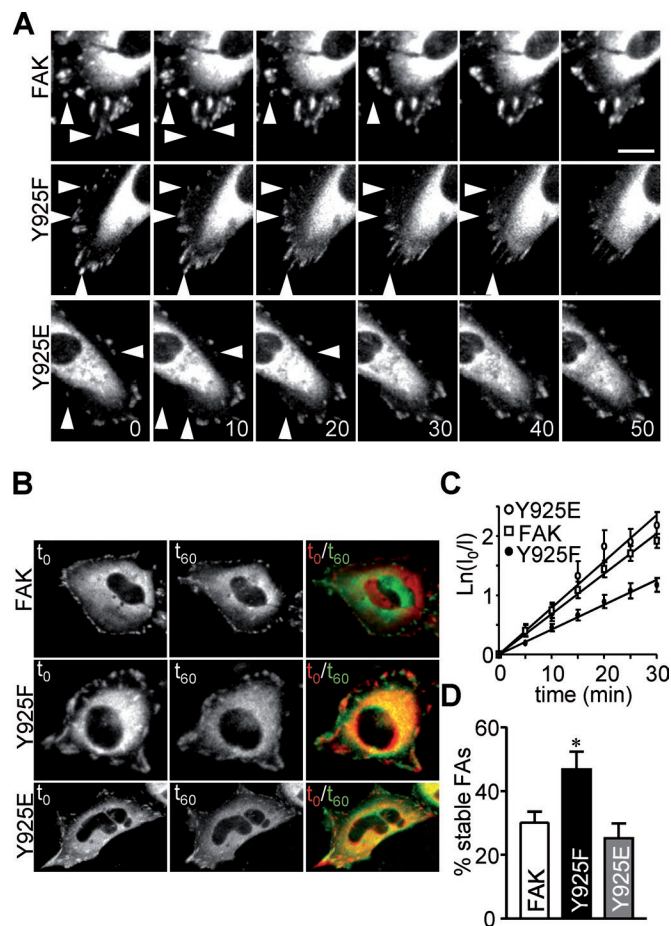 A
FAK
Y925F
Y925E
0 10 20 30 40 50
B
FAK
t0 t60 t0/t60
Y925F
t0 t60 t0/t60
Y925E
t0 t60 t0/t60
C
Y925E
FAK
Y925F
Ln(I0/I)
2
1
0
0 10 20 30
time (min)
D
% stable FAs
60
40
20
0
*
FAK
Y925F
Y925E